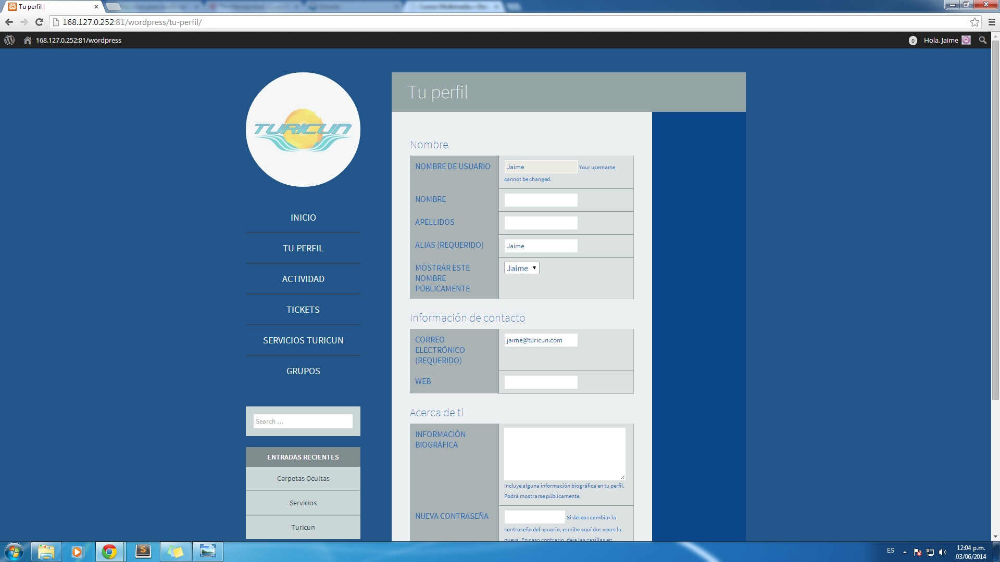 Tu perfil |
168.127.0.252:81/wordpress/tu-perfil/
168.127.0.252:81/wordpress
0
Hola, Jaime
TURICUN
INICIO
TU PERFIL
ACTIVIDAD
TICKETS
SERVICIOS TURICUN
GRUPOS
Search ...
ENTRADAS RECIENTES
Carpetas Ocultas
Servicios
Turicun
Tu perfil
Nombre
NOMBRE DE USUARIO
Jaime Your username
cannot be changed.
NOMBRE
APELLIDOS
ALIAS (REQUERIDO)
Jaime
MOSTRAR ESTE
NOMBRE
PÚBLICAMENTE
Jaime
Información de contacto
CORREO
ELECTRÓNICO
(REQUERIDO)
jaime@turicun.com
WEB
Acerca de ti
INFORMACIÓN
BIOGRÁFICA
Incluye alguna información biográfica en tu perfil.
Podrá mostrarse públicamente.
NUEVA CONTRASEÑA
Si deseas cambiar la
contraseña del usuario, escribe aquí dos veces la
nueva. En caso contrario, deja las casillas en
ES
12:04 p.m.
03/06/2014